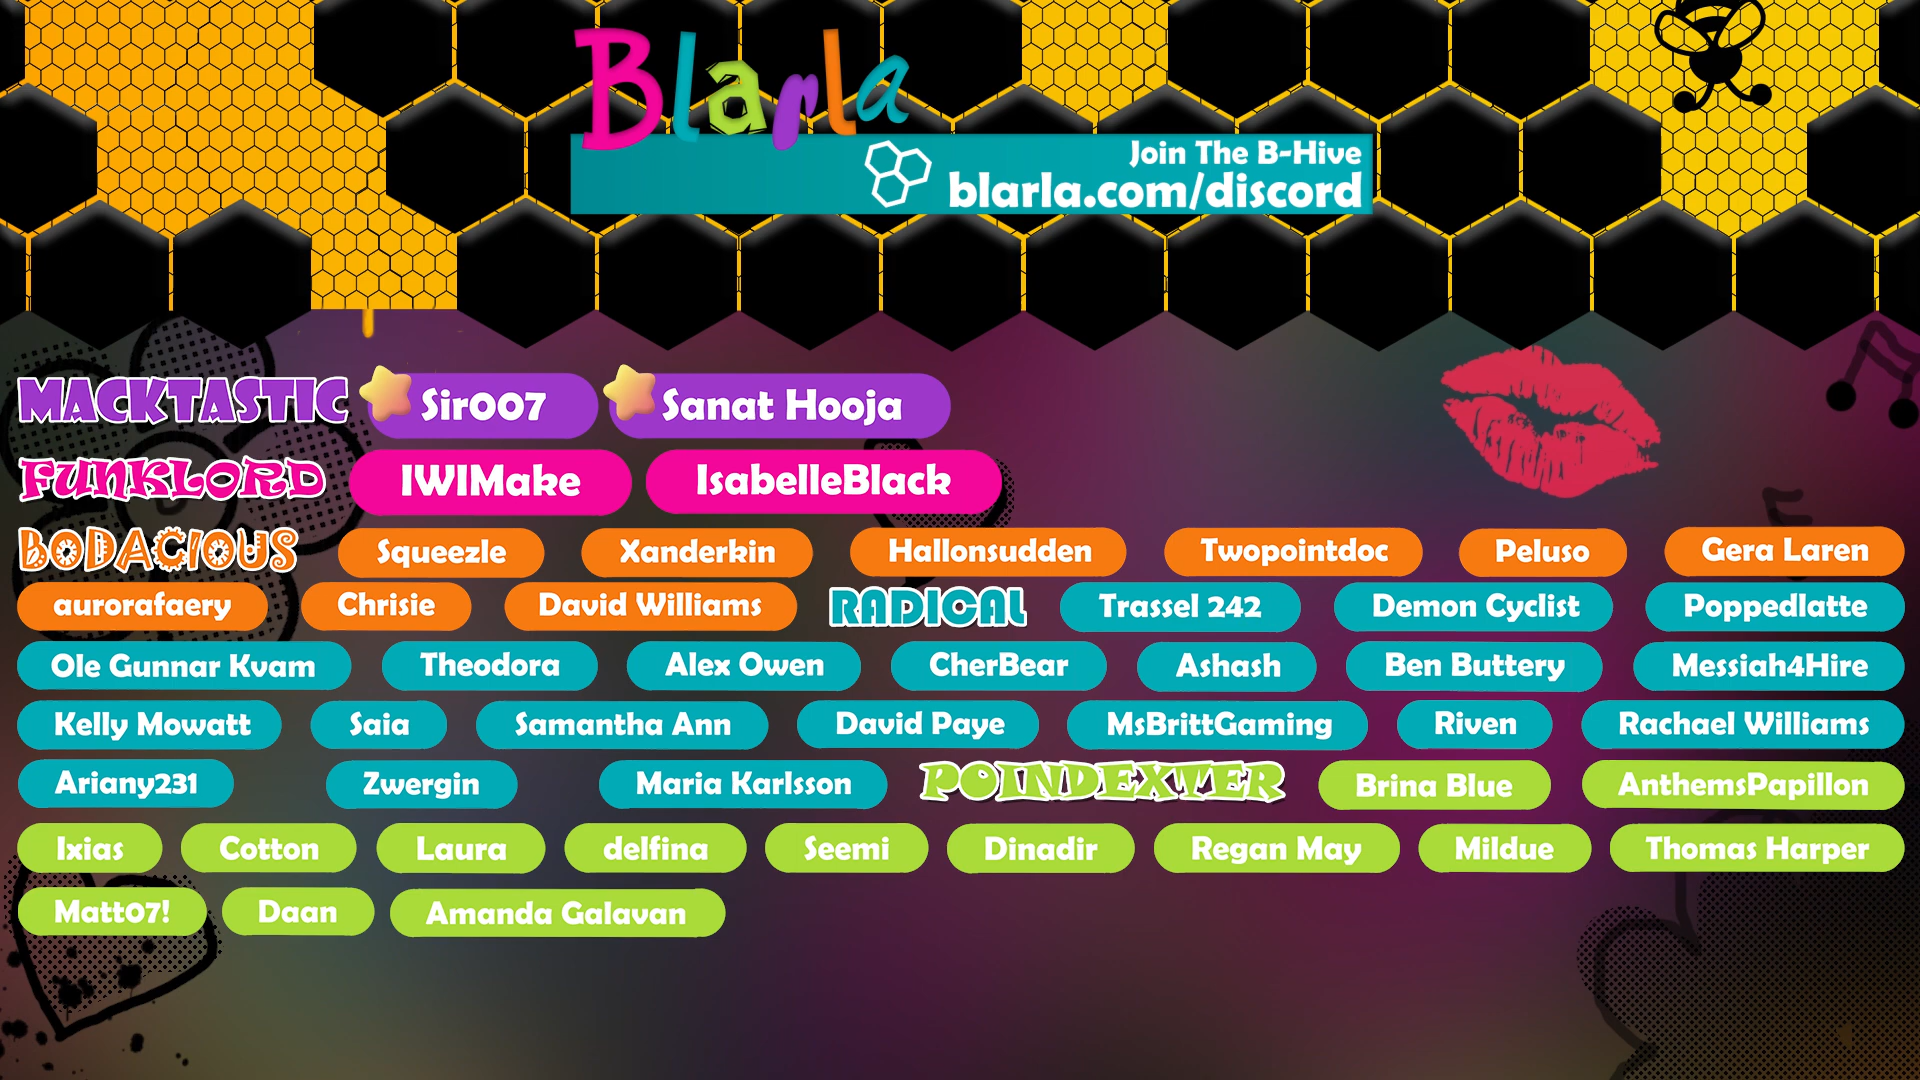 Blarla
Join The B-Hive
blarla.com/discord
MACKTASTIC Sir007 Sanat Hooja
FUNKLORD IWIMake IsabelleBlack
BODACIOUS Squeezle Xanderkin Hallonsudden Twopointdoc Peluso Gera Laren
aurorafaery Chrisie David Williams RADICAL Trassel 242 Demon Cyclist Poppedlatte
Ole Gunnar Kvam Theodora Alex Owen CherBear Ashash Ben Buttery Messiah4Hire
Kelly Mowatt Saia Samantha Ann David Paye MsBrittGaming Riven Rachael Williams
Ariany231 Zwergin Maria Karlsson POINDEXTER Brina Blue AnthemsPapillon
Ixias Cotton Laura delfina Seemi Dinadir Regan May Mildue Thomas Harper
Matt07! Daan Amanda Galavan